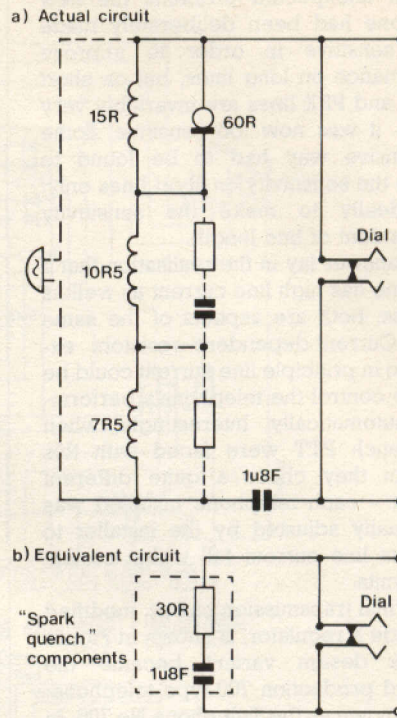 a) Actual circuit
15R
60R
10R5
Dial
7R5
1u8F
b) Equivalent circuit
"Spark
quench"
components
30R
1u8F
Dial